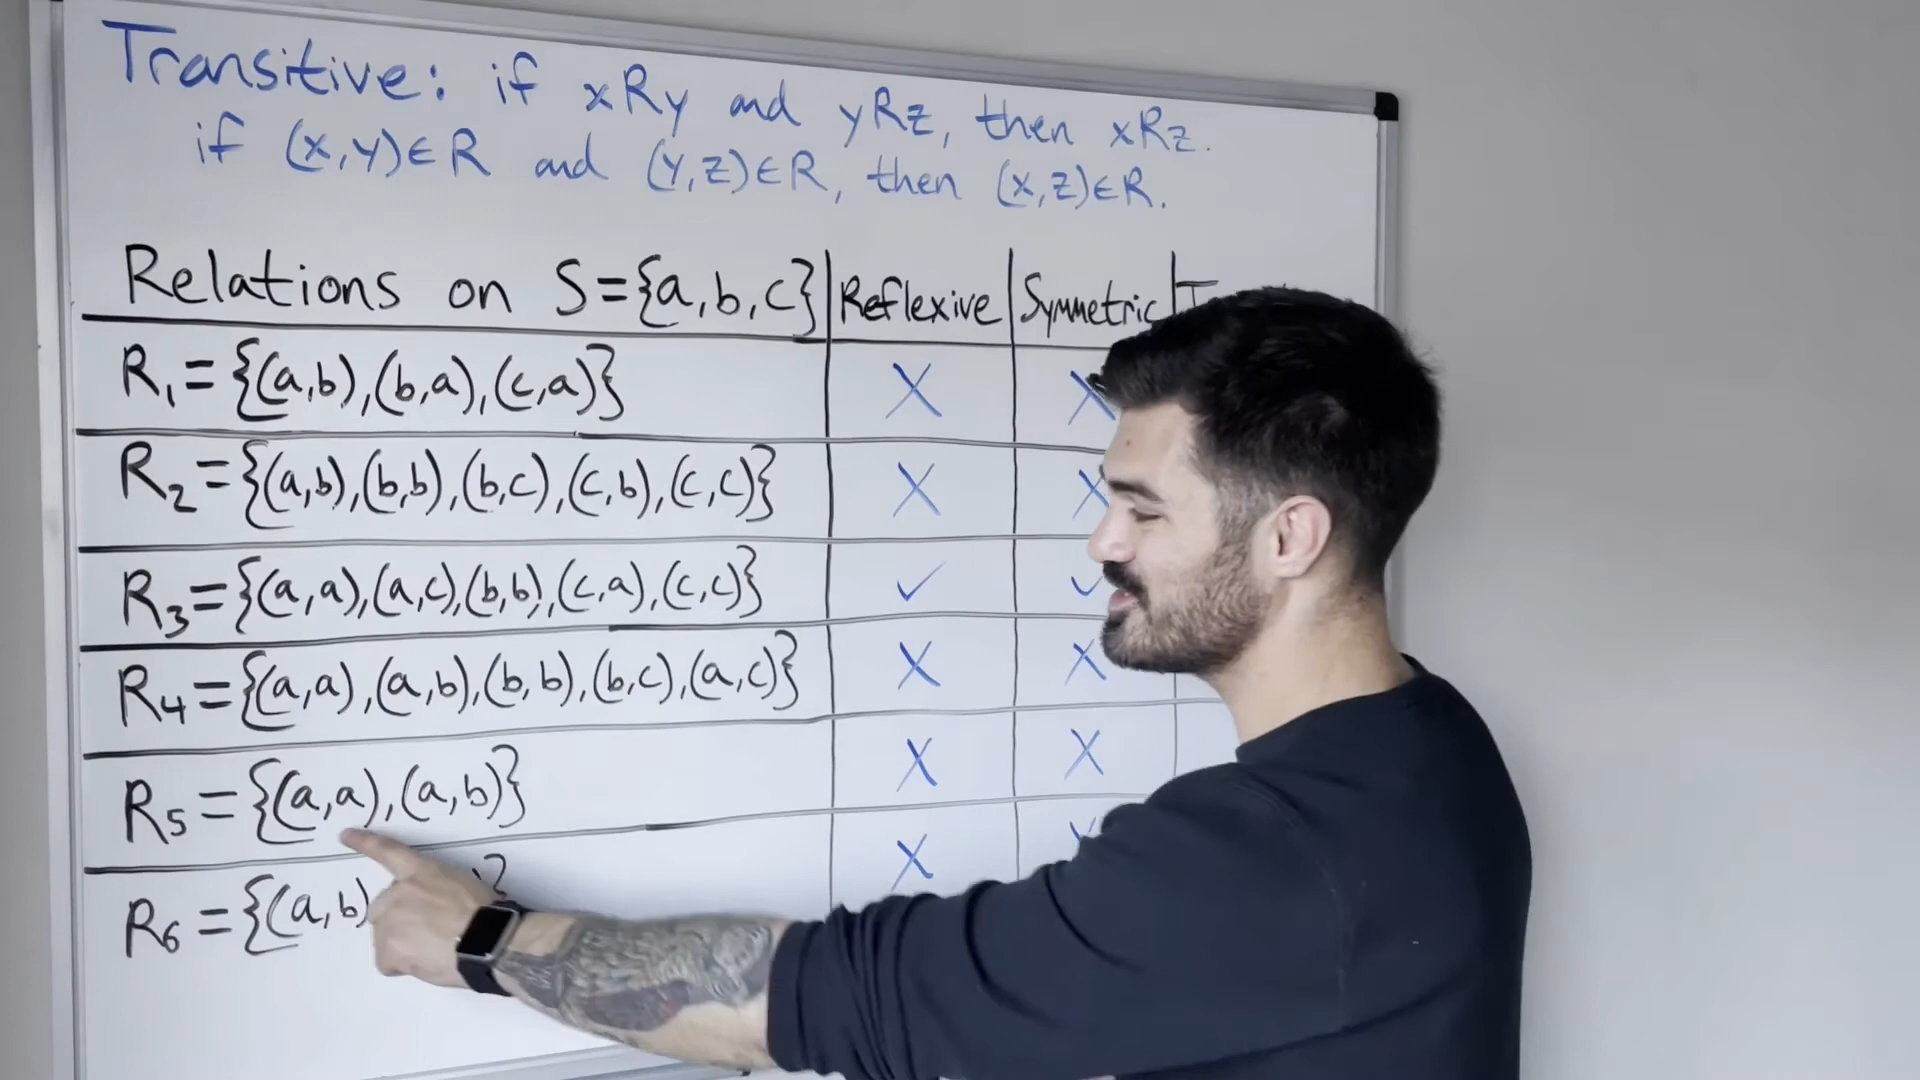 Transitive: if xRy and yRz, then xRz.
if (x,y)∈R and (y,z)∈R, then (x,z)∈R.
Relations on S={a,b,c} Reflexive Symmetric
R₁={(a,b),(b,a),(c,a)} X X
R₂={(a,b),(b,b),(b,c),(c,b),(c,c)} X X
R₃={(a,a),(a,c),(b,b),(c,a),(c,c)} ✓ ✓
R₄={(a,a),(a,b),(b,b),(b,c),(a,c)} X X
R₅={(a,a),(a,b)} X X
R₆={(a,b) X X